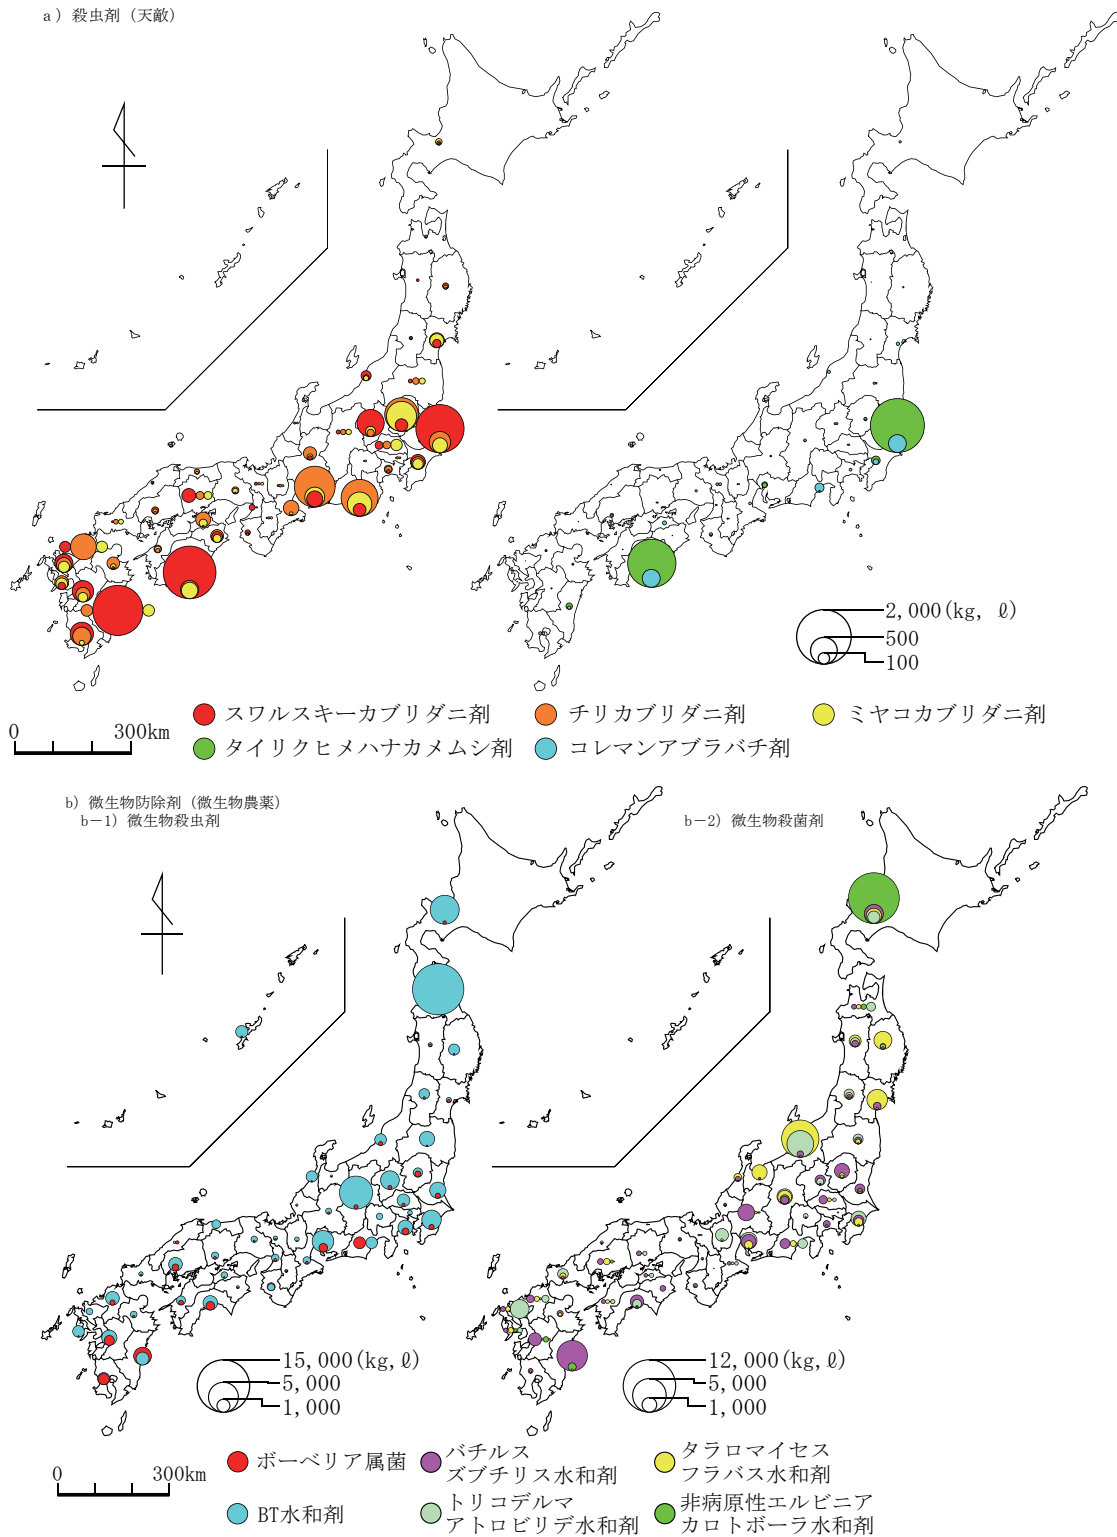 a) 殺虫剤(天敵)
2,000(kg, ℓ)
500
100
スワルスキーカブリダニ剤
チリカブリダニ剤
ミヤコカブリダニ剤
タイリクヒメハナカメムシ剤
コレマンアブラバチ剤
0 300km
b) 微生物防除剤(微生物農薬)
b－1) 微生物殺虫剤
b－2) 微生物殺菌剤
15,000(kg,ℓ)
5,000
1,000
12,000(kg,ℓ)
5,000
1,000
ボーベリア属菌
バチルス
ズブチリス水和剤
タラロマイセス
フラバス水和剤
BT水和剤
トリコデルマ
アトロビリデ水和剤
非病原性エルビニア
カロトボーラ水和剤
0 300km